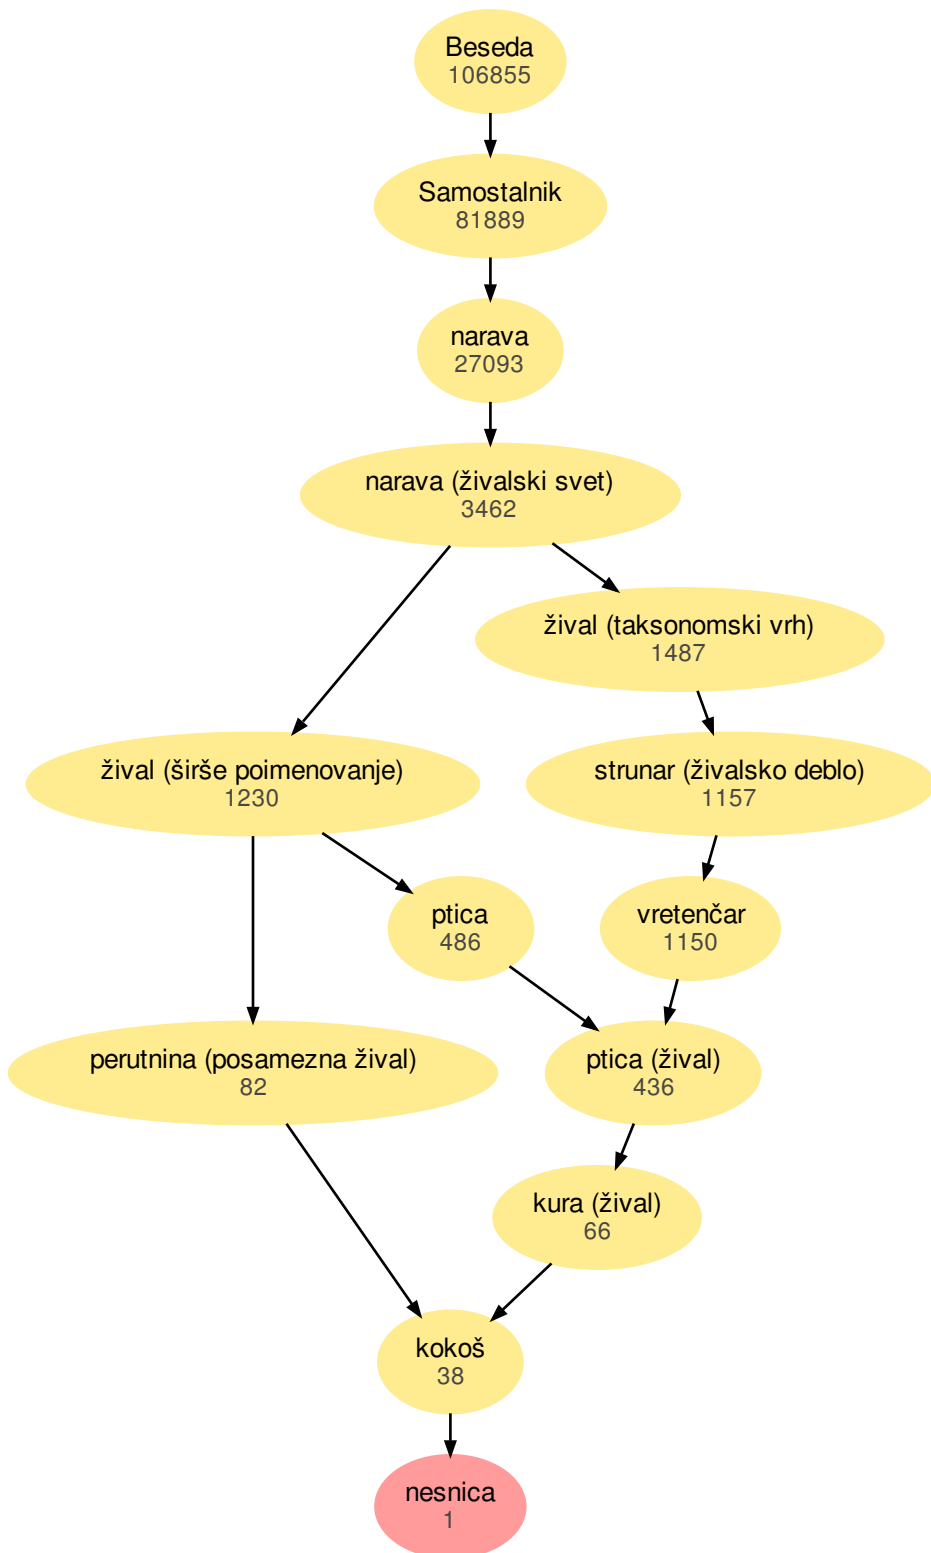 Beseda
106855
Samostalnik
81889
narava
27093
narava (živalski svet)
3462
žival (taksonomski vrh)
1487
žival (širše poimenovanje)
1230
strunar (živalsko deblo)
1157
ptica
486
vretenčar
1150
perutnina (posamezna žival)
82
ptica (žival)
436
kura (žival)
66
kokoš
38
nesnica
1